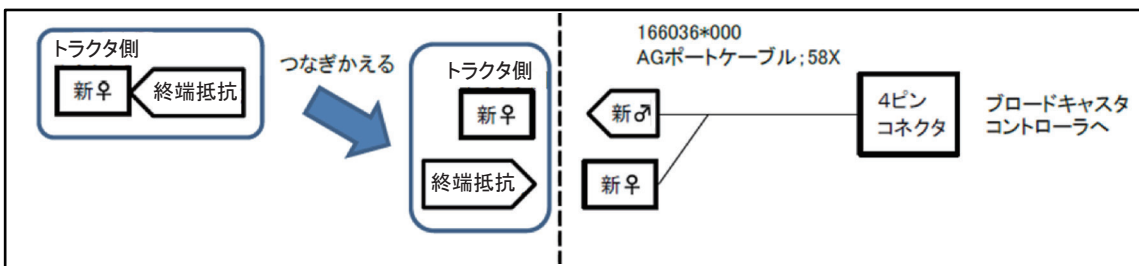 トラクタ側
新♀
終端抵抗
つなぎかえる
トラクタ側
新♀
終端抵抗
166036*000
AGポートケーブル;58X
新♂
新♀
4ピン
コネクタ
ブロードキャスタ
コントローラへ